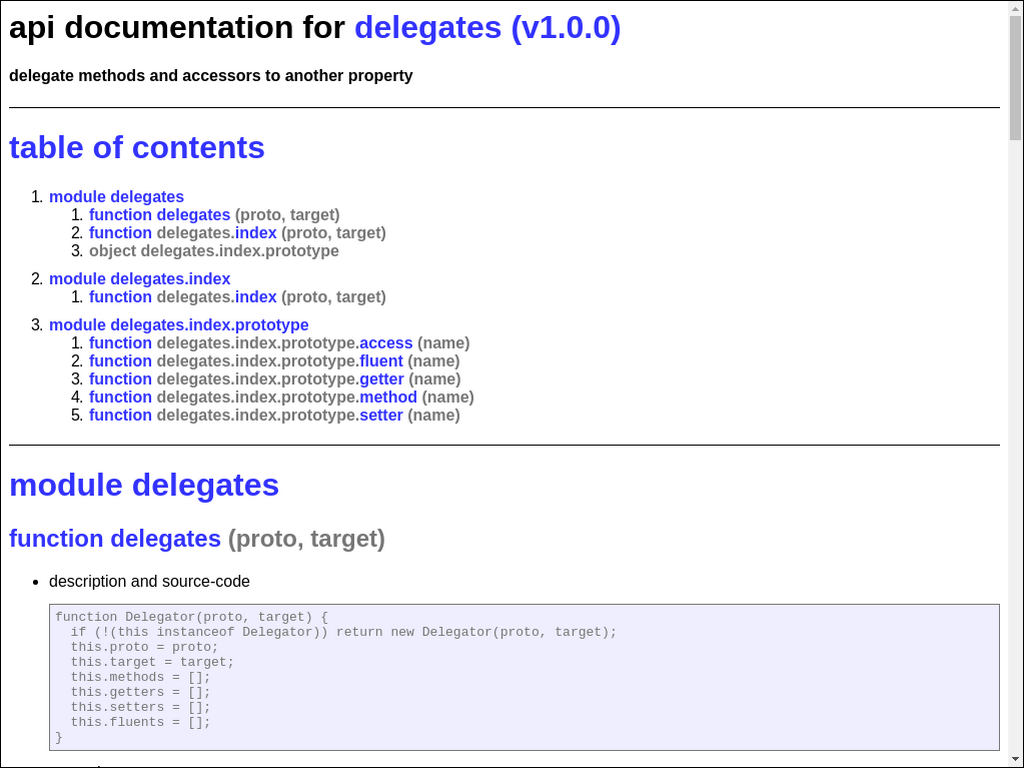 api documentation for delegates (v1.0.0)
delegate methods and accessors to another property
table of contents
1. module delegates
1. function delegates (proto, target)
2. function delegates.index (proto, target)
3. object delegates.index.prototype
2. module delegates.index
1. function delegates.index (proto, target)
3. module delegates.index.prototype
1. function delegates.index.prototype.access (name)
2. function delegates.index.prototype.fluent (name)
3. function delegates.index.prototype.getter (name)
4. function delegates.index.prototype.method (name)
5. function delegates.index.prototype.setter (name)
module delegates
function delegates (proto, target)
• description and source-code
function Delegator(proto, target) {
  if (!(this instanceof Delegator)) return new Delegator(proto, target);
  this.proto = proto;
  this.target = target;
  this.methods = [];
  this.getters = [];
  this.setters = [];
  this.fluents = [];
}